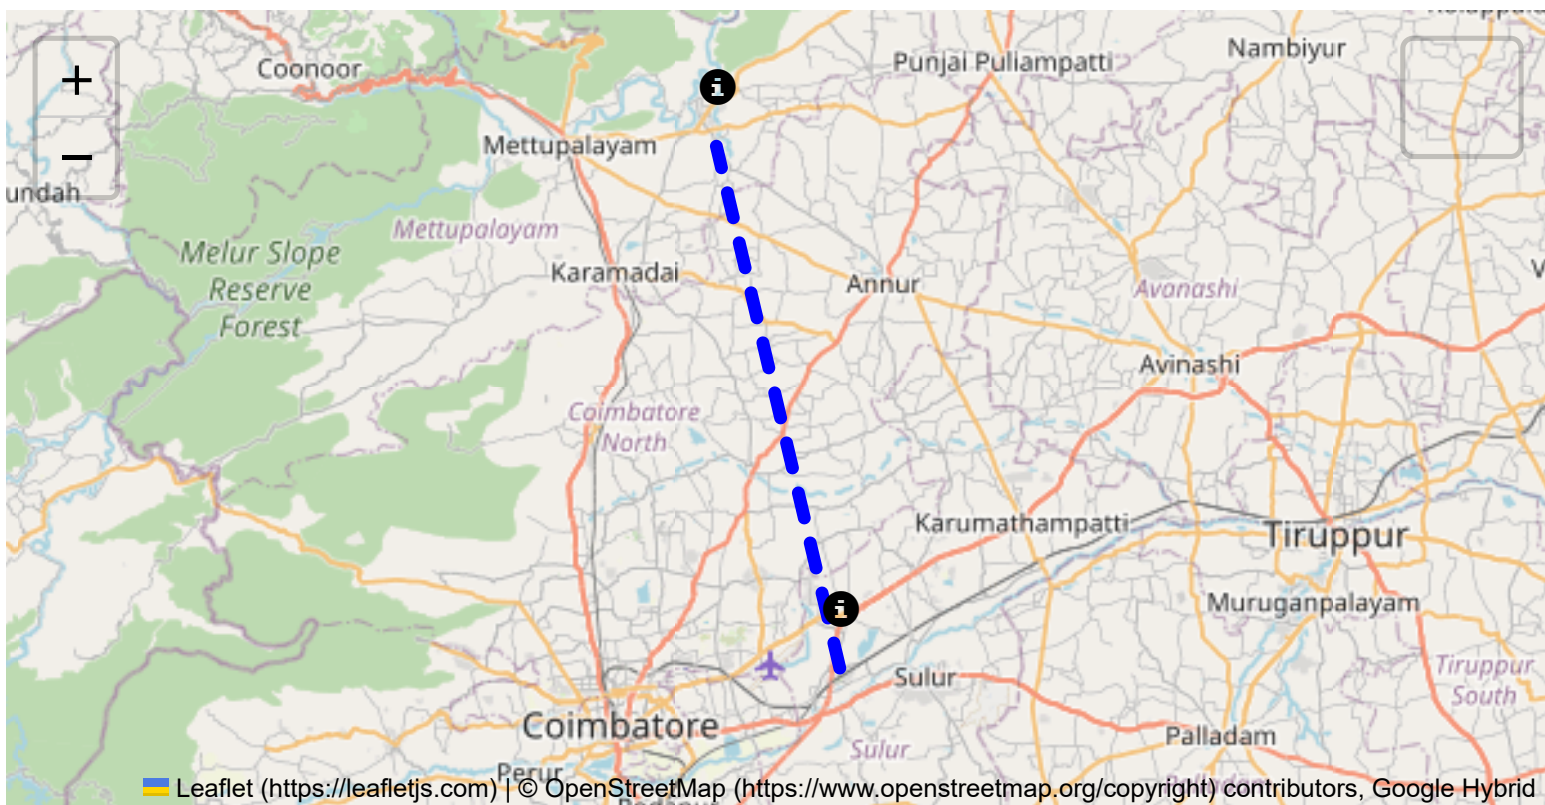 +
−
Coonoor
Punjai Puliampatti
Nambiyur
Mettupalayam
undah
Mettupalayam
Melur Slope
Reserve
Forest
Karamadai
Annur
Avanashi
Avinashi
Coimbatore
North
Karumathampatti
Tiruppur
Muruganpalayam
Sulur
Tiruppur
South
Coimbatore
Sulur
Palladam
Perur
Leaflet (https://leafletjs.com) | © OpenStreetMap (https://www.openstreetmap.org/copyright) contributors, Google Hybrid